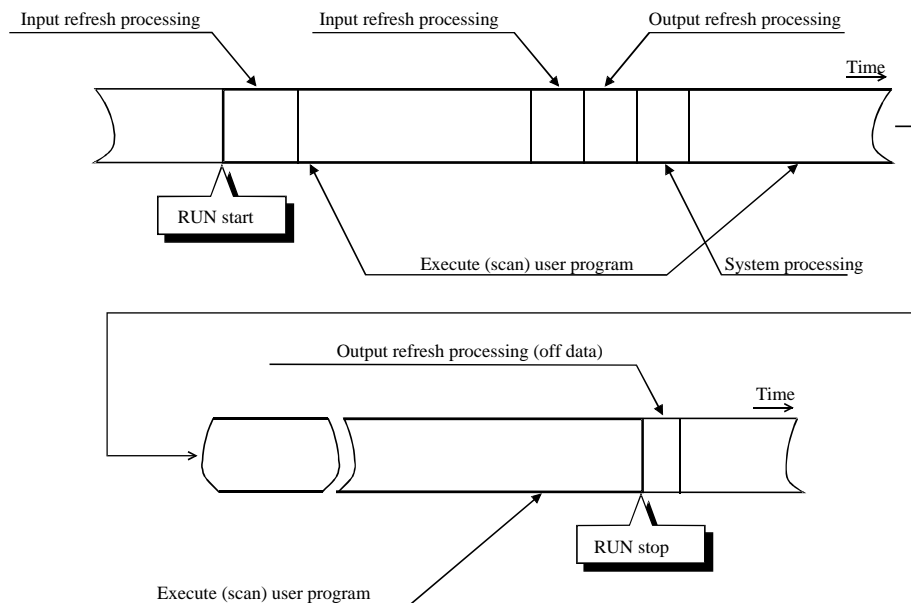 Input refresh processing
Input refresh processing
Output refresh processing
Time
RUN start
Execute (scan) user program
System processing
Output refresh processing (off data)
Time
RUN stop
Execute (scan) user program